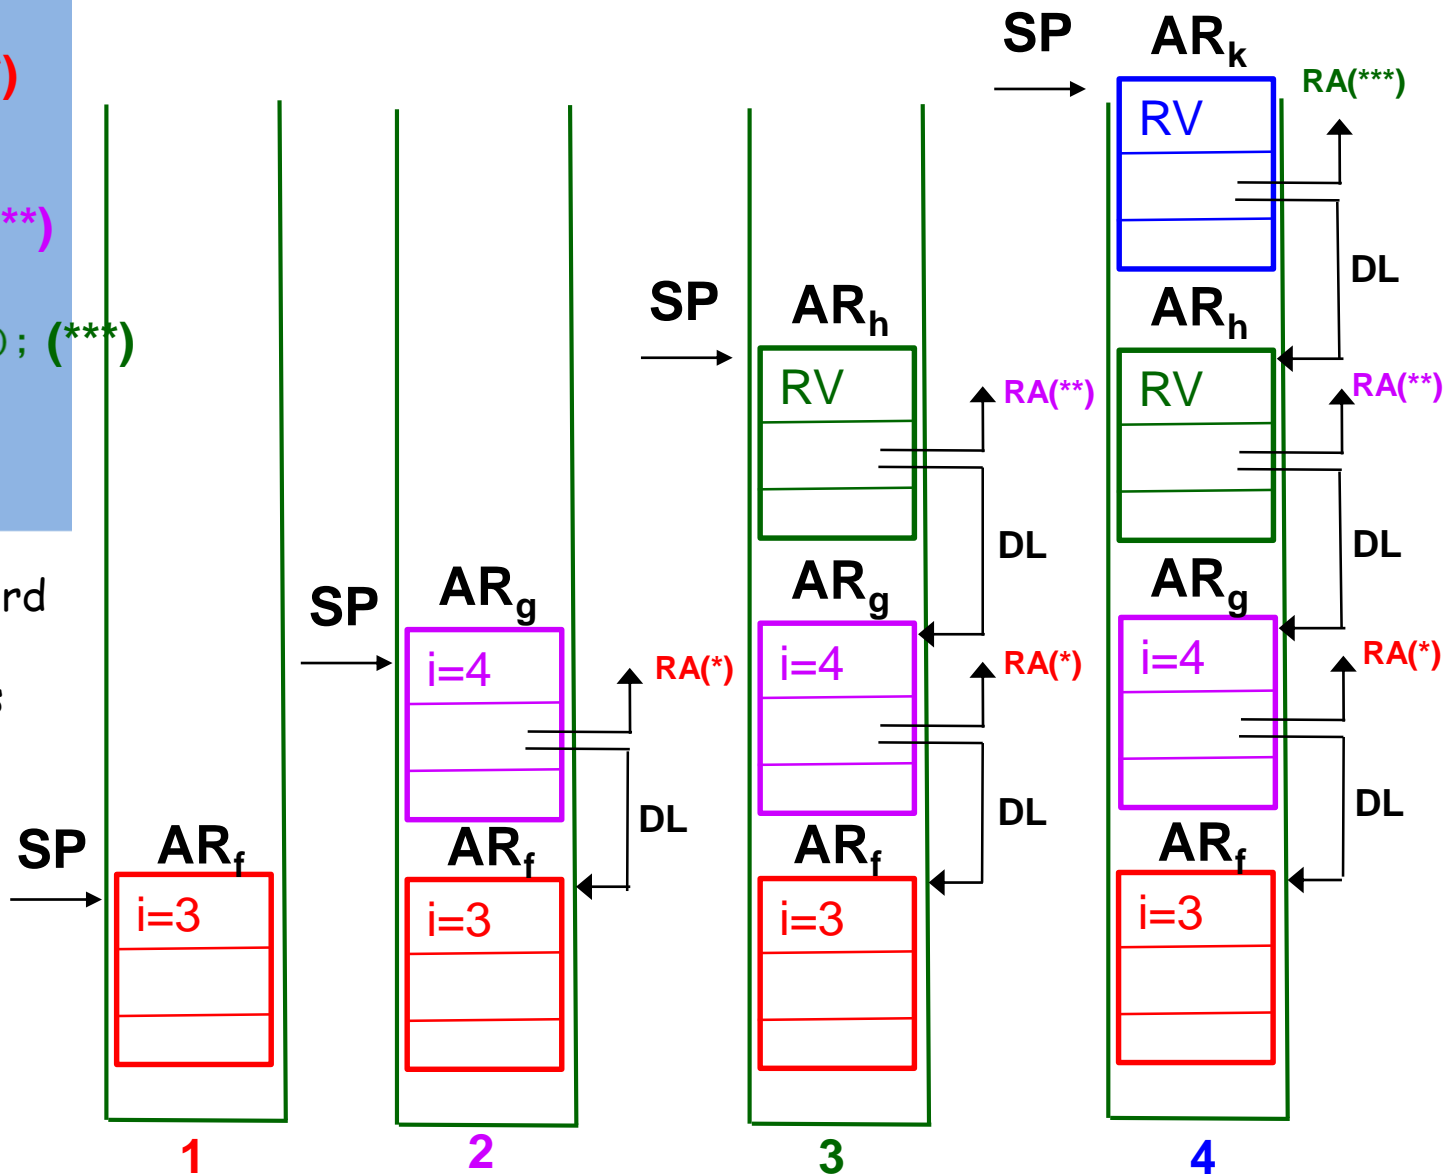 SP AR_k
) RA(***)
RV
**)
DL
SP AR_h AR_h
); (***)
RV RA(**) RV RA(**)
DL DL
AR_g AR_g AR_g
rd SP
i=4 RA(*) i=4 RA(*) i=4 RA(*)
s
DL DL DL
SP AR_f AR_f AR_f AR_f
i=3 i=3 i=3 i=3
1 2 3 4